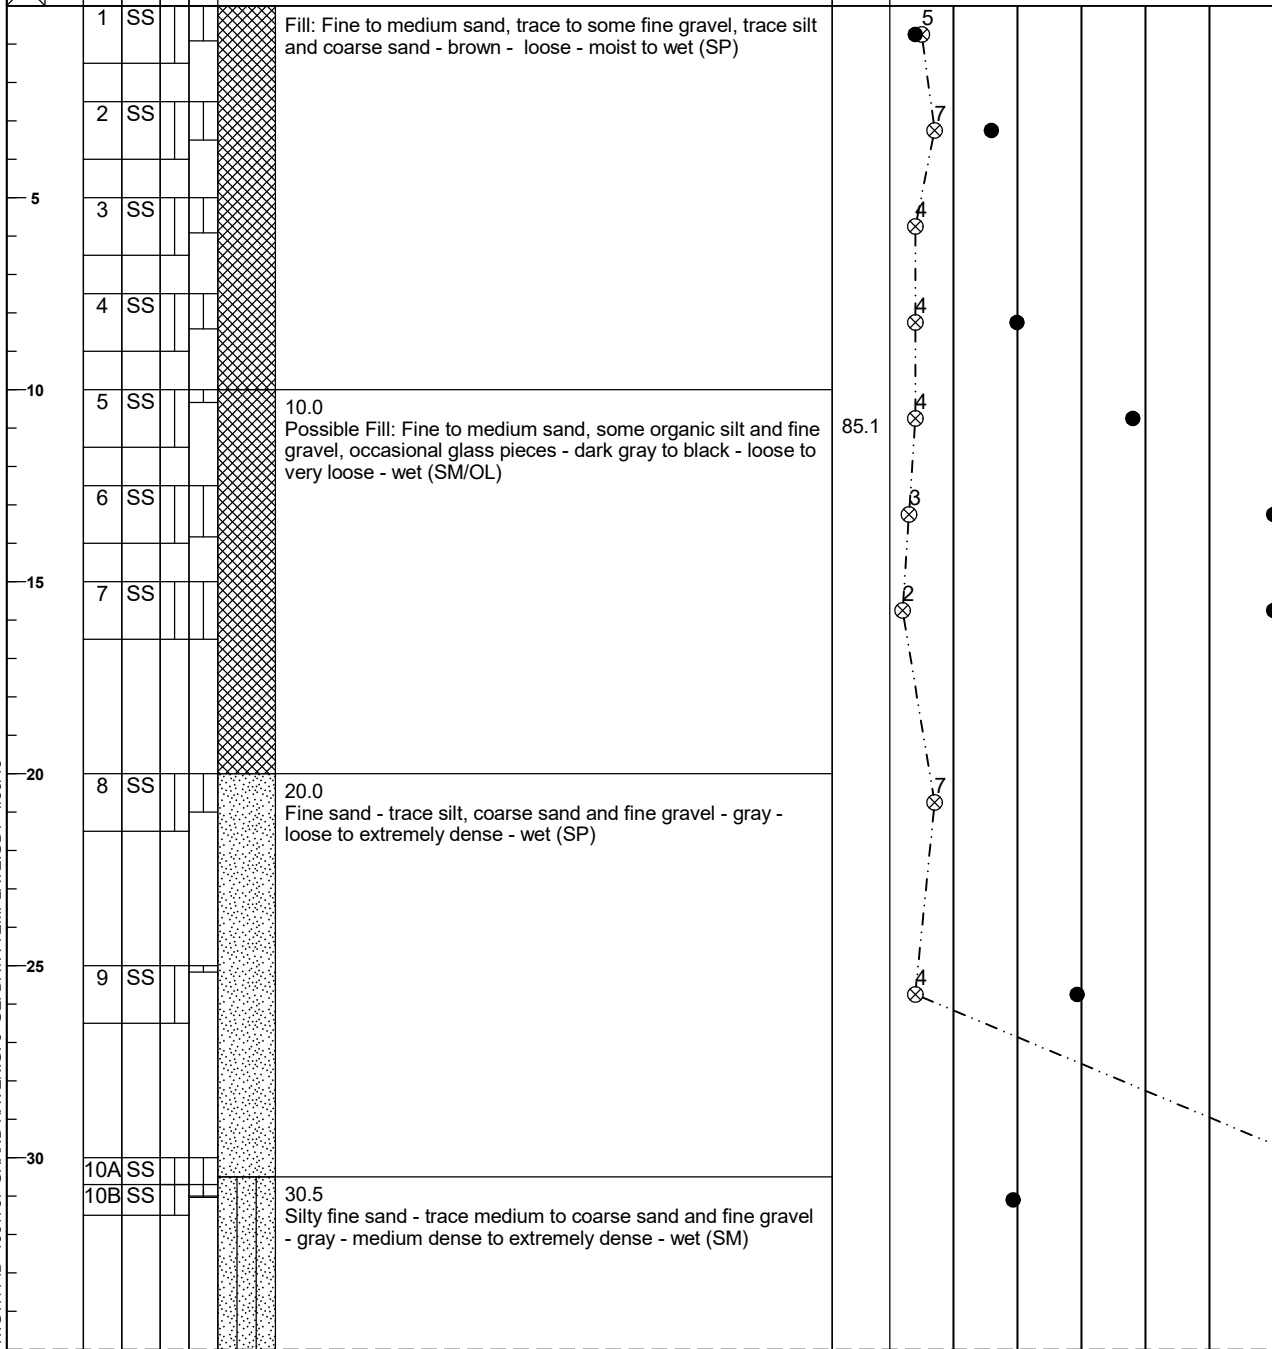 1 SS
Fill: Fine to medium sand, trace to some fine gravel, trace silt
and coarse sand - brown - loose - moist to wet (SP)
5
2 SS
7
5
3 SS
4
4 SS
4
10
5 SS
10.0
Possible Fill: Fine to medium sand, some organic silt and fine
gravel, occasional glass pieces - dark gray to black - loose to
very loose - wet (SM/OL)
85.1
4
6 SS
3
15
7 SS
2
20
8 SS
20.0
Fine sand - trace silt, coarse sand and fine gravel - gray -
loose to extremely dense - wet (SP)
7
25
9 SS
4
30
10A SS
10B SS
30.5
Silty fine sand - trace medium to coarse sand and fine gravel
- gray - medium dense to extremely dense - wet (SM)